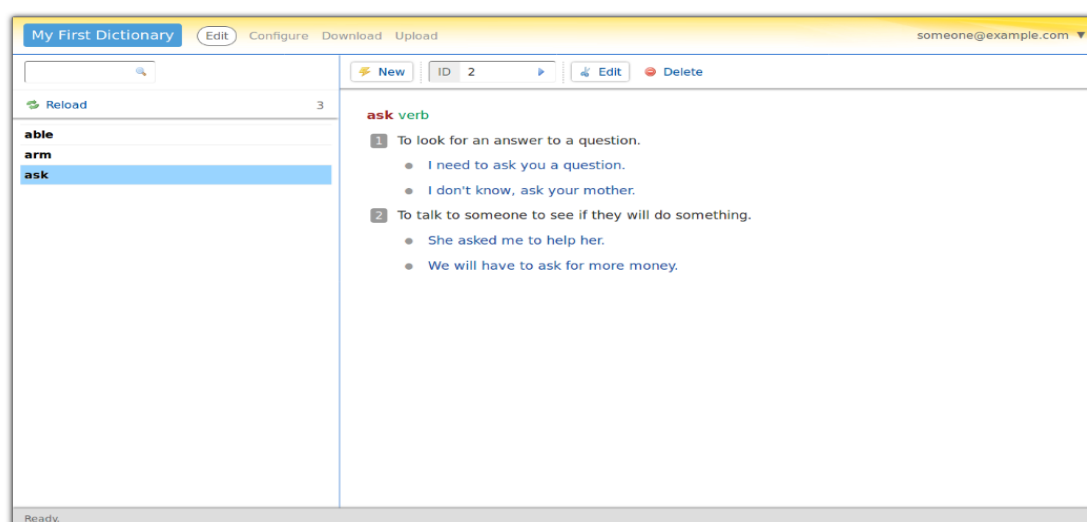 My First Dictionary Edit Configure Download Upload someone@example.com ▼
New ID 2 Edit Delete
Reload 3
able
arm
ask
ask verb
1 To look for an answer to a question.
● I need to ask you a question.
● I don't know, ask your mother.
2 To talk to someone to see if they will do something.
● She asked me to help her.
● We will have to ask for more money.
Ready.